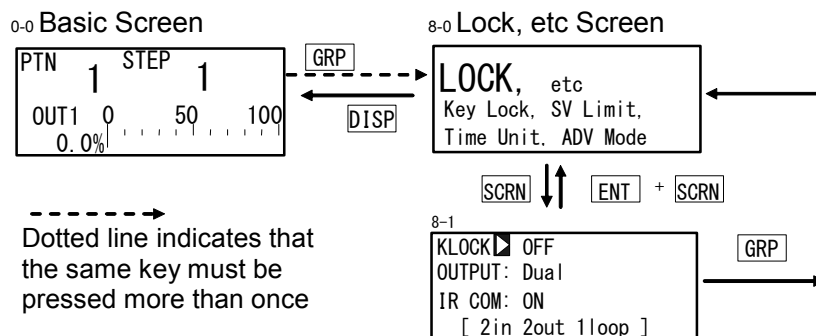 0-0 Basic Screen
PTN 1 STEP 1
OUT1 0 50 100
0.0%
GRP
DISP
8-0 Lock, etc Screen
LOCK, etc
Key Lock, SV Limit,
Time Unit, ADV Mode
SCRN
ENT + SCRN
Dotted line indicates that
the same key must be
pressed more than once
8-1
KLOCK OFF
OUTPUT: Dual
IR COM: ON
[ 2in 2out 1loop ]
GRP